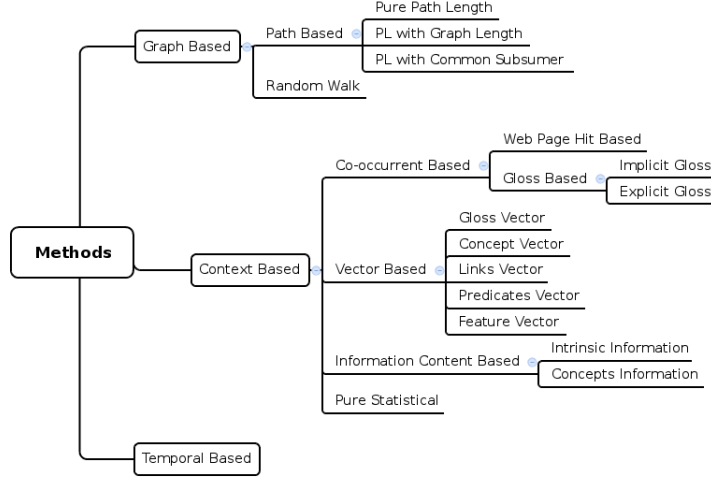 Pure Path Length
Path Based
PL with Graph Length
Graph Based
PL with Common Subsumer
Random Walk
Web Page Hit Based
Co-occurrent Based
Implicit Gloss
Gloss Based
Explicit Gloss
Gloss Vector
Concept Vector
Methods
Context Based
Vector Based
Links Vector
Predicates Vector
Feature Vector
Intrinsic Information
Information Content Based
Concepts Information
Pure Statistical
Temporal Based